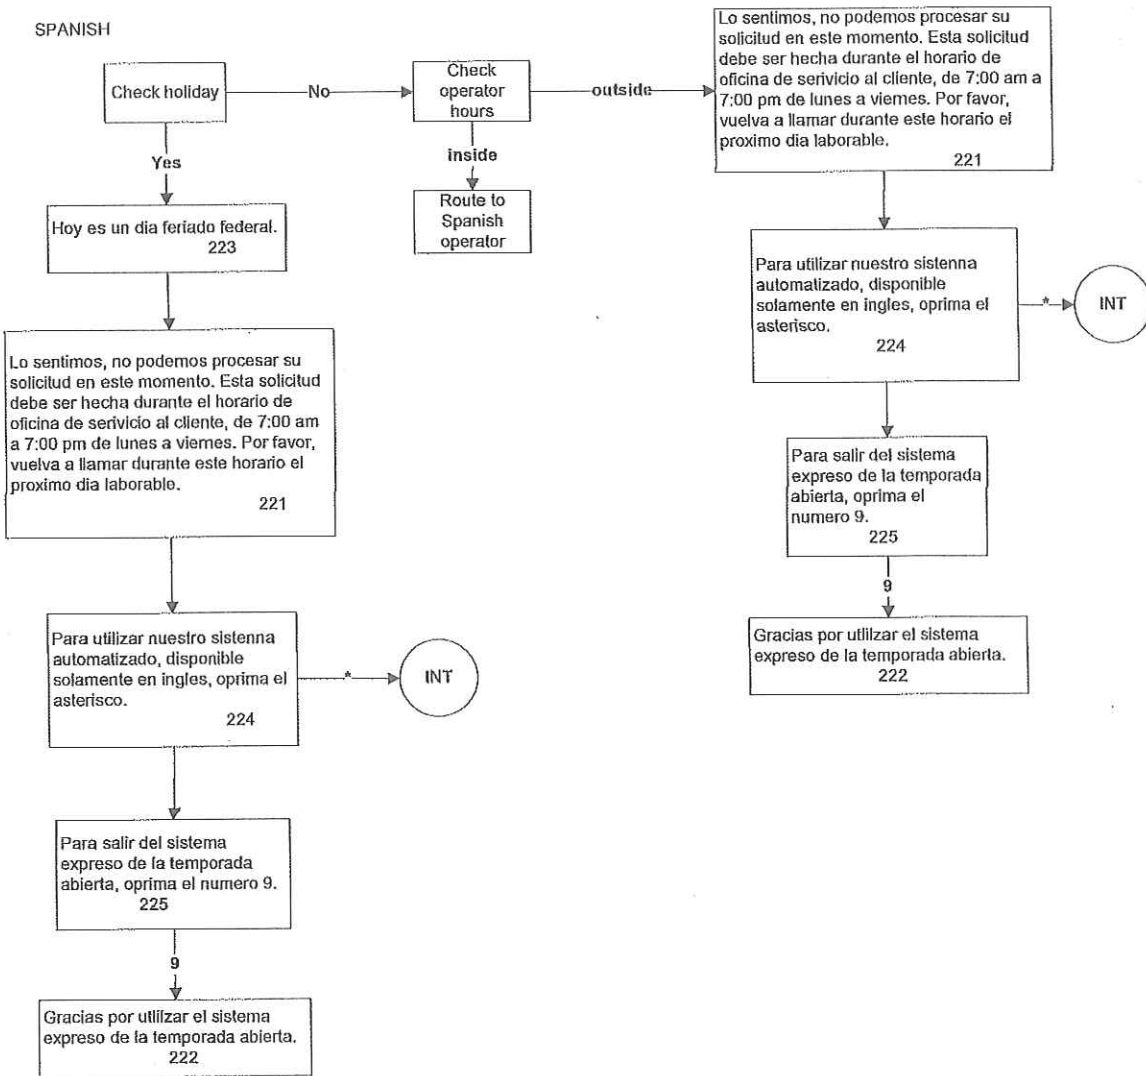 SPANISH
Check holiday
No
Check
operator
hours
outside
Lo sentimos, no podemos procesar su
solicitud en este momento. Esta solicitud
debe ser hecha durante el horario de
oficina de serivicio al cliente, de 7:00 am a
7:00 pm de lunes a viernes. Por favor,
vuelva a llamar durante este horario el
proximo dia laborable.
221
Yes
inside
Hoy es un dia feriado federal.
223
Route to
Spanish
operator
Para utilizar nuestro sistenna
automatizado, disponible
solamente en ingles, oprima el
asterisco.
224
*
INT
Lo sentimos, no podemos procesar su
solicitud en este momento. Esta solicitud
debe ser hecha durante el horario de
oficina de serivicio al cliente, de 7:00 am
a 7:00 pm de lunes a viernes. Por favor,
vuelva a llamar durante este horario el
proximo dia laborable.
221
Para salir del sistema
expreso de la temporada
abierta, oprima el
numero 9.
225
9
Gracias por utlilzar el sistema
expreso de la temporada abierta.
222
Para utilizar nuestro sistenna
automatizado, disponible
solamente en ingles, oprima el
asterisco.
224
*
INT
Para salir del sistema
expreso de la temporada
abierta, oprima el numero 9.
225
9
Gracias por utlilzar el sistema
expreso de la temporada abierta.
222